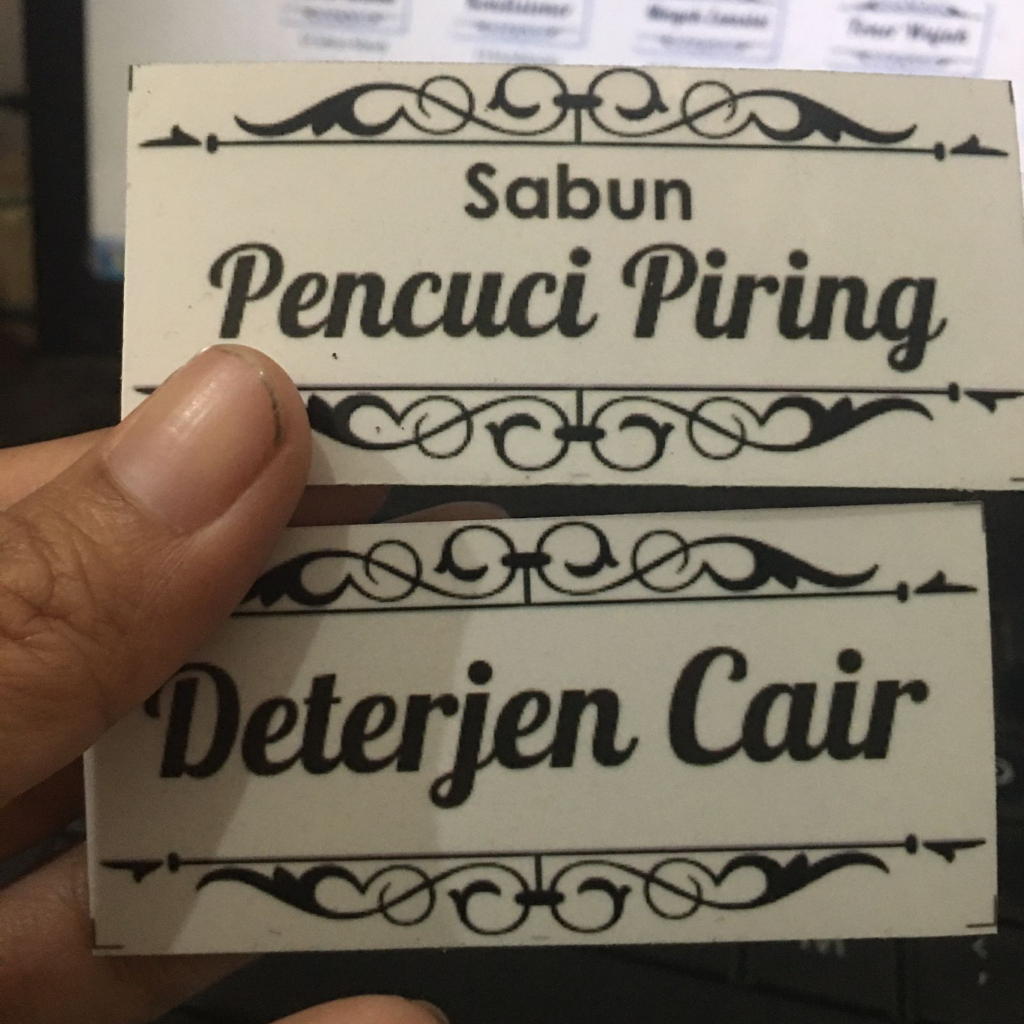 Sabun
Pencuci Piring
Deterjen Cair